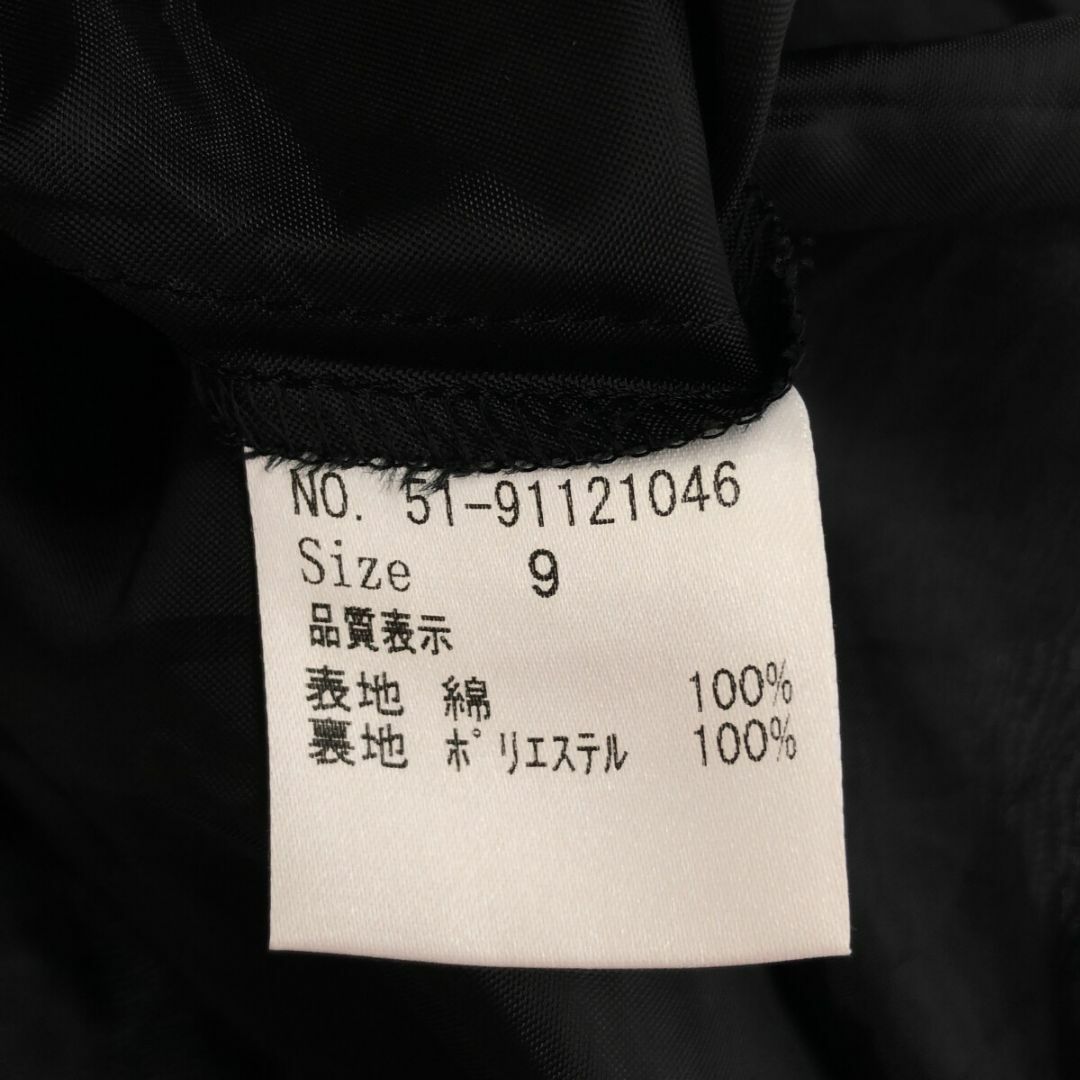 NO. 51-91121046
Size 9
品質表示
表地 綿 100%
裏地 ポリエステル 100%